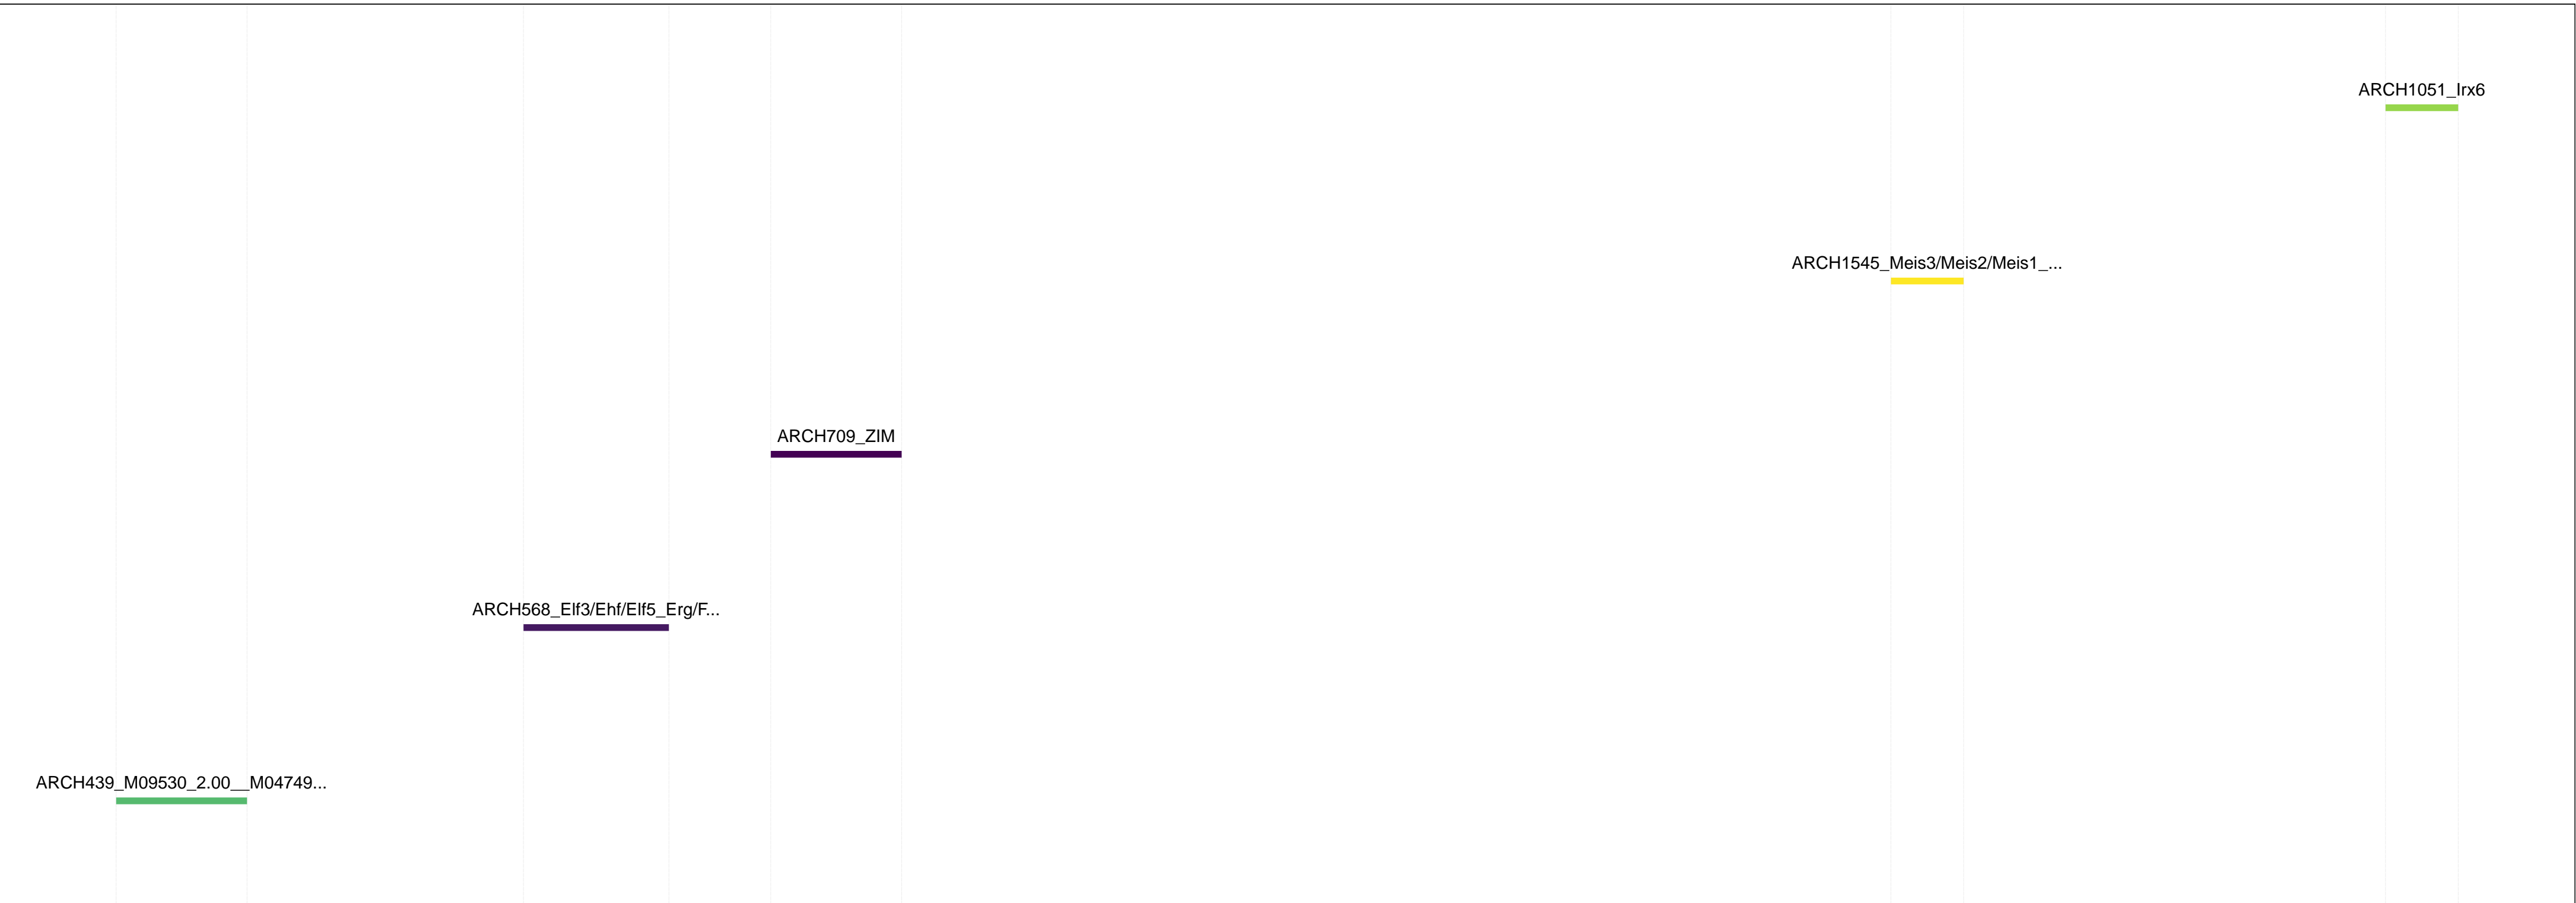 ARCH1051_Irx6
ARCH1545_Meis3/Meis2/Meis1_...
ARCH709_ZIM
ARCH568_Elf3/Ehf/Elf5_Erg/F...
ARCH439_M09530_2.00__M04749...